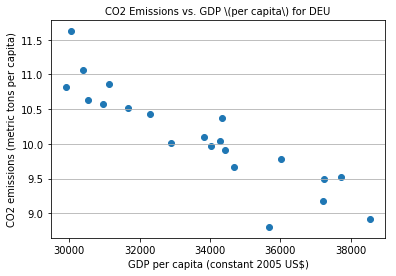 CO2 Emissions vs. GDP \(per capita\) for DEU
CO2 emissions (metric tons per capita)
11.5
11.0
10.5
10.0
9.5
9.0
30000 32000 34000 36000 38000
GDP per capita (constant 2005 US$)